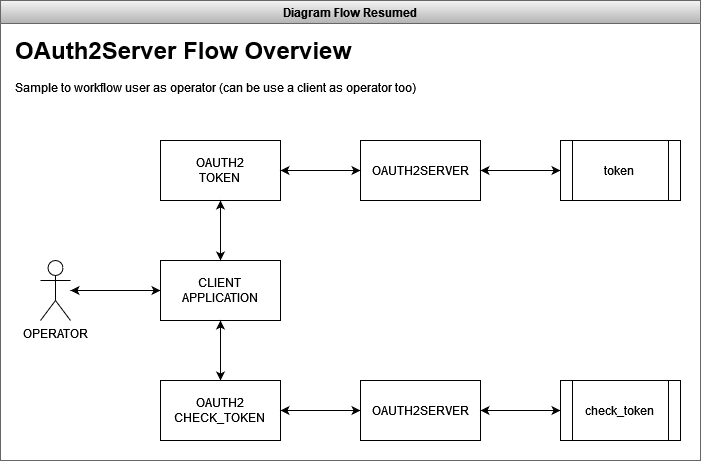 Diagram Flow Resumed
OAuth2Server Flow Overview
Sample to workflow user as operator (can be use a client as operator too)
OAUTH2
TOKEN
OAUTH2SERVER
token
CLIENT
APPLICATION
OPERATOR
OAUTH2
CHECK_TOKEN
OAUTH2SERVER
check_token